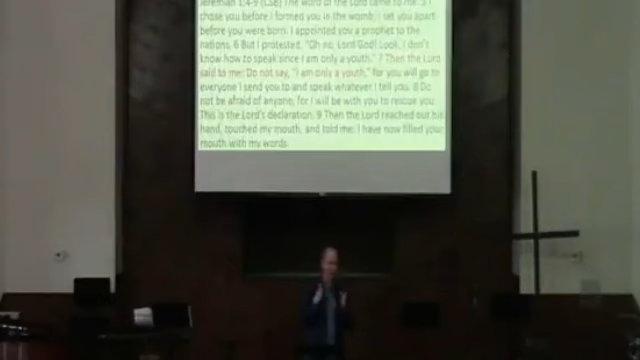 Jeremiah 1:4-9 (CSB) The word of the Lord came to me: 5 I
chose you before I formed you in the womb; I set you apart
before you were born. I appointed you a prophet to the
nations. 6 But I protested, "Oh no, Lord God! Look, I don't
know how to speak since I am only a youth." 7 Then the Lord
said to me: Do not say, "I am only a youth," for you will go to
everyone I send you to and speak whatever I tell you. 8 Do
not be afraid of anyone, for I will be with you to rescue you.
This is the Lord's declaration. 9 Then the Lord reached out his
hand, touched my mouth, and told me: I have now filled your
mouth with my words.